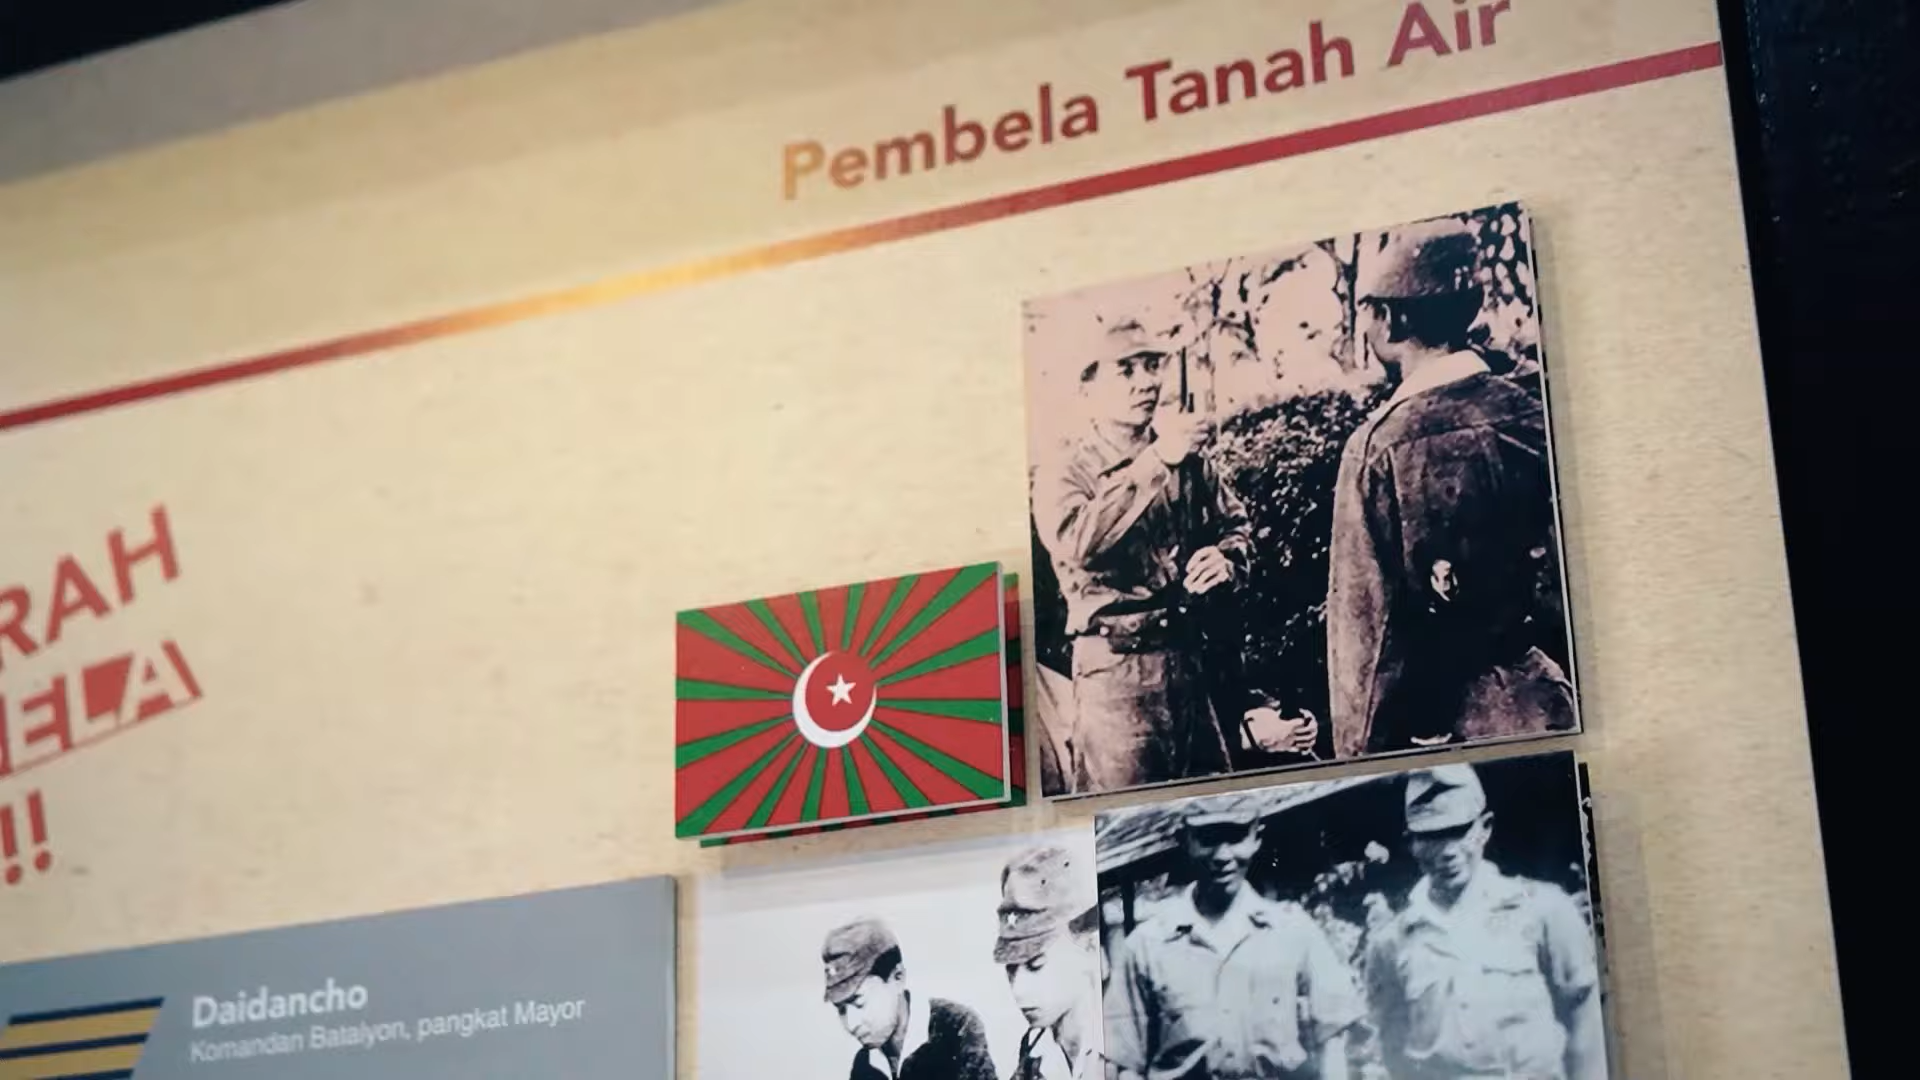 Pembela Tanah Air
RAH
ELA
!!
Daidancho
Komandan Batalyon, pangkat Mayor